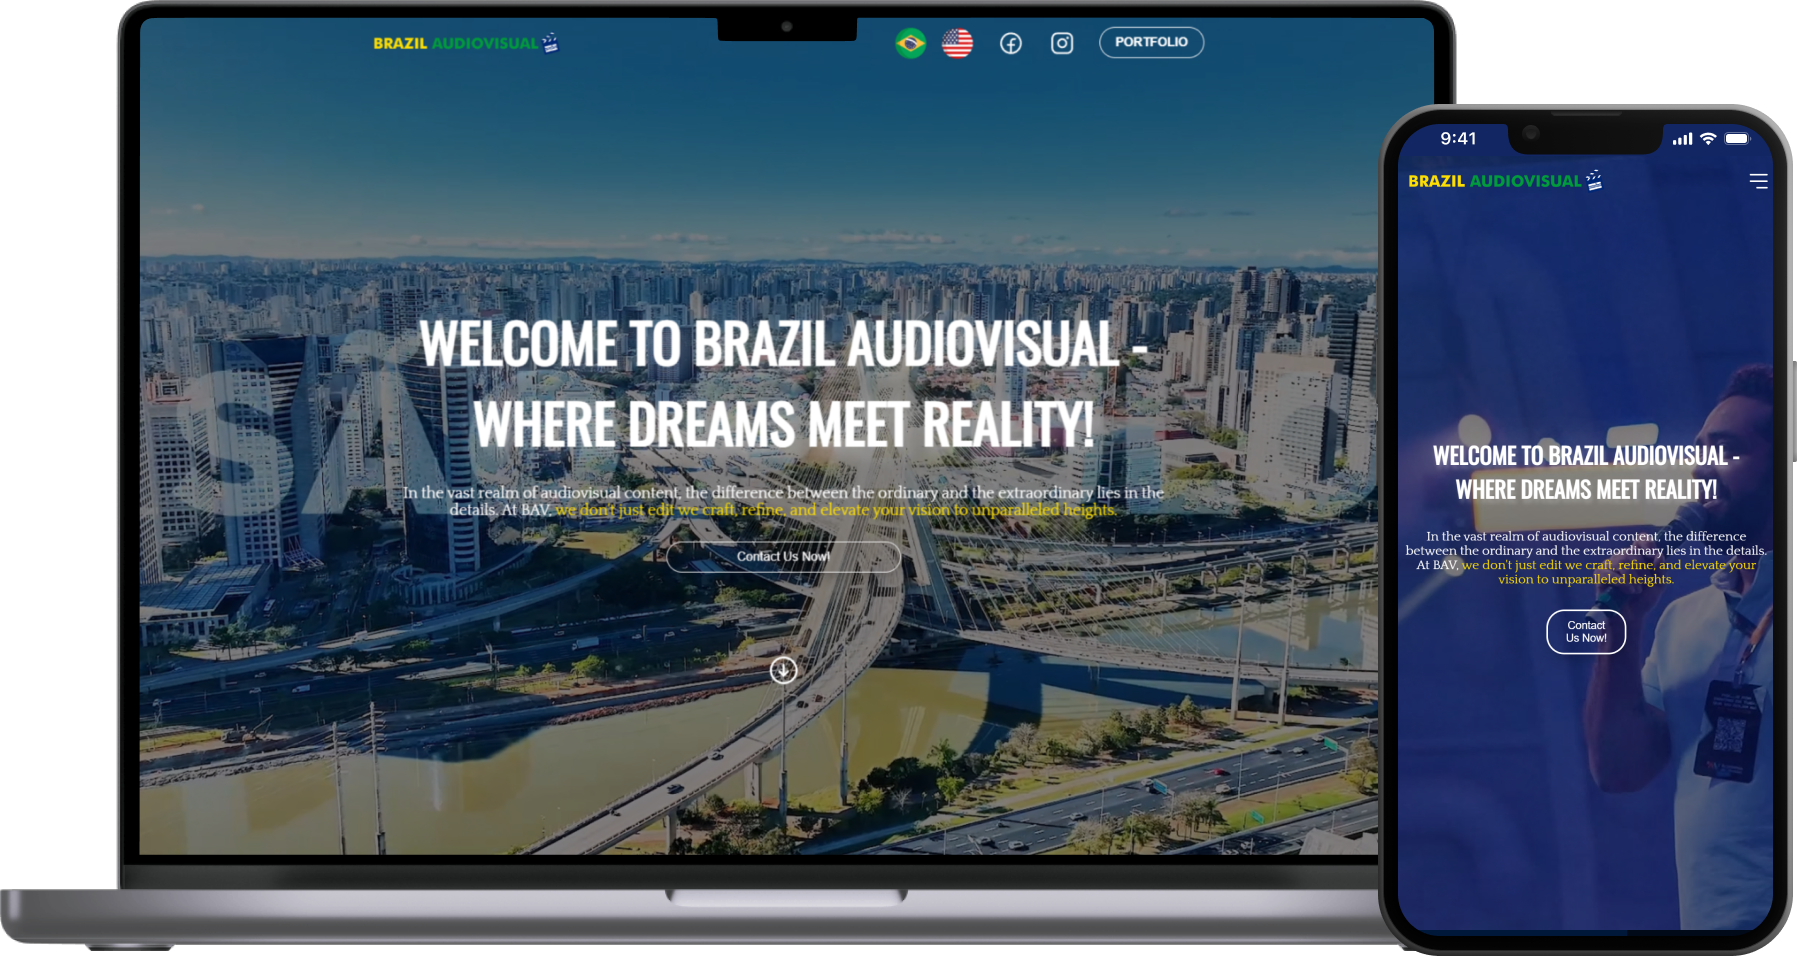 BRAZIL AUDIOVISUAL
PORTFOLIO
WELCOME TO BRAZIL AUDIOVISUAL -
WHERE DREAMS MEET REALITY!
In the vast realm of audiovisual content, the difference between the ordinary and the extraordinary lies in the
details. At BAV, we don't just edit we craft, refine, and elevate your vision to unparalleled heights.
Contact Us Now!
9:41
BRAZIL AUDIOVISUAL
WELCOME TO BRAZIL AUDIOVISUAL -
WHERE DREAMS MEET REALITY!
In the vast realm of audiovisual content, the difference
between the ordinary and the extraordinary lies in the details.
At BAV, we don't just edit we craft, refine, and elevate your
vision to unparalleled heights.
Contact
Us Now!